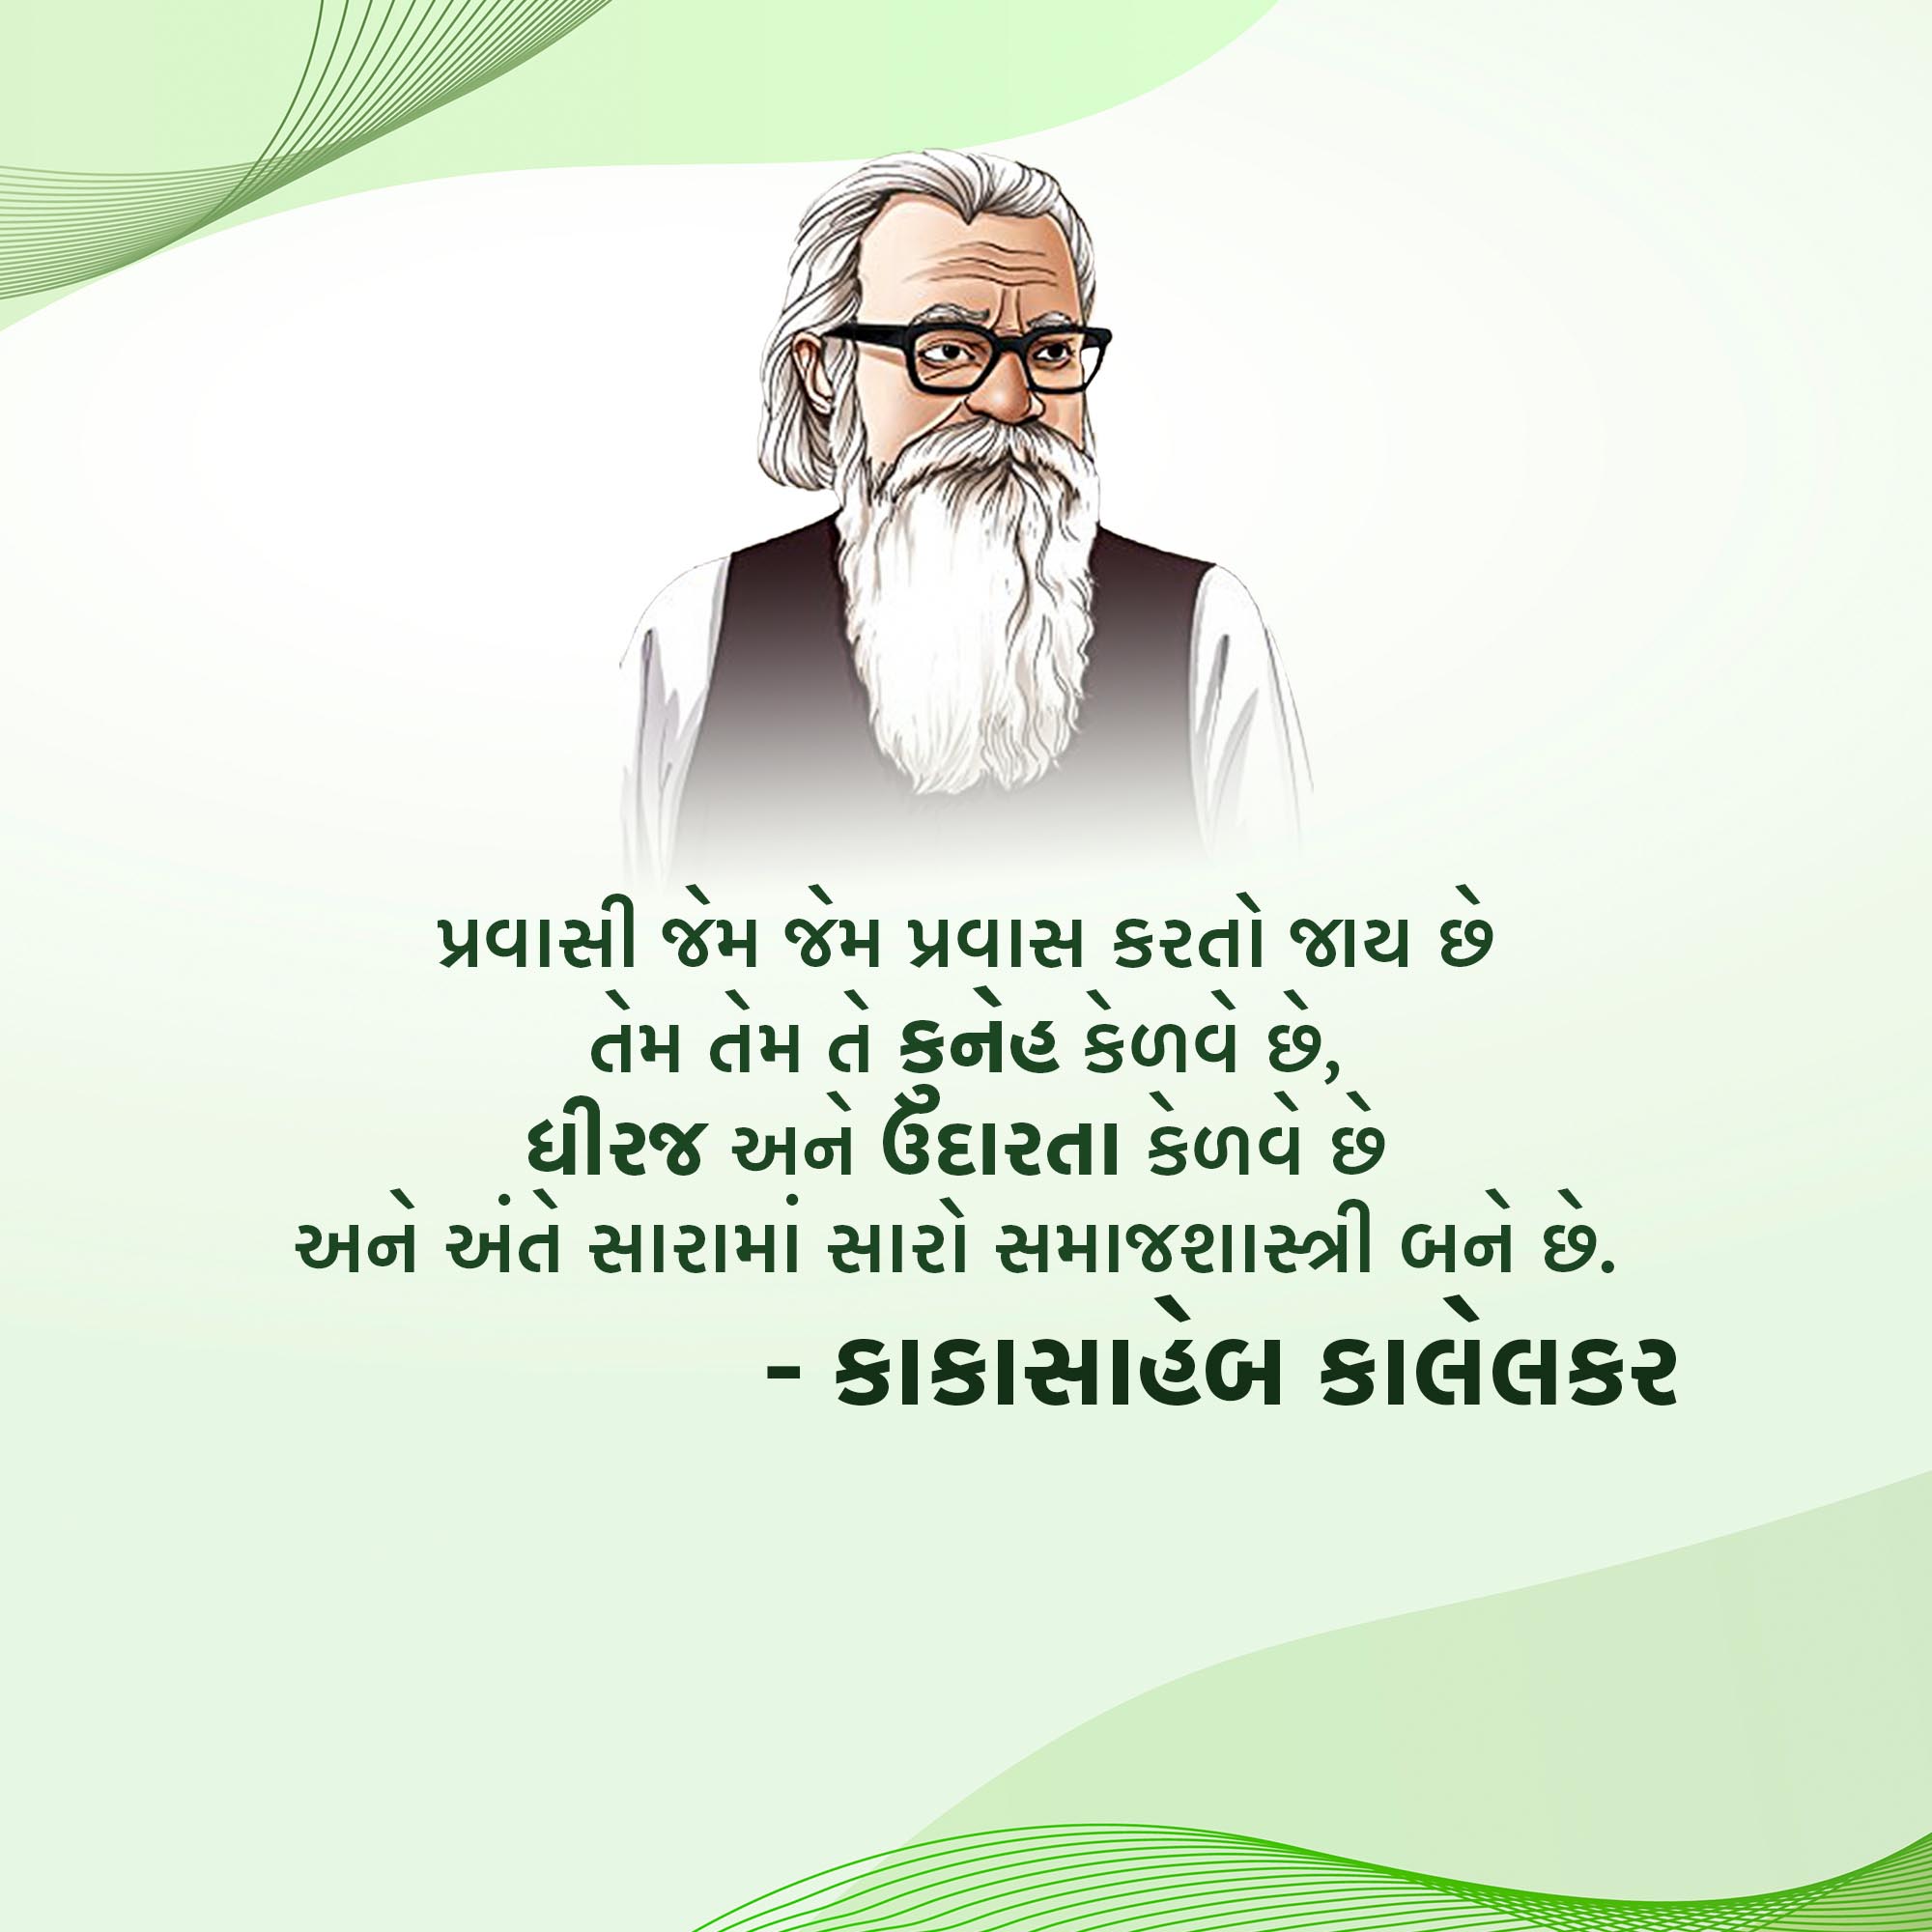 પ્રવાસી જેમ જેમ પ્રવાસ કરતો જાય છે
તેમ તેમ તે કુનેહ કેળવે છે,
ધીરજ અને ઉદારતા કેળવે છે
અને અંતે સારામાં સારો સમાજશાસ્ત્રી બને છે.
- કાકાસાહેબ કાલેલકર